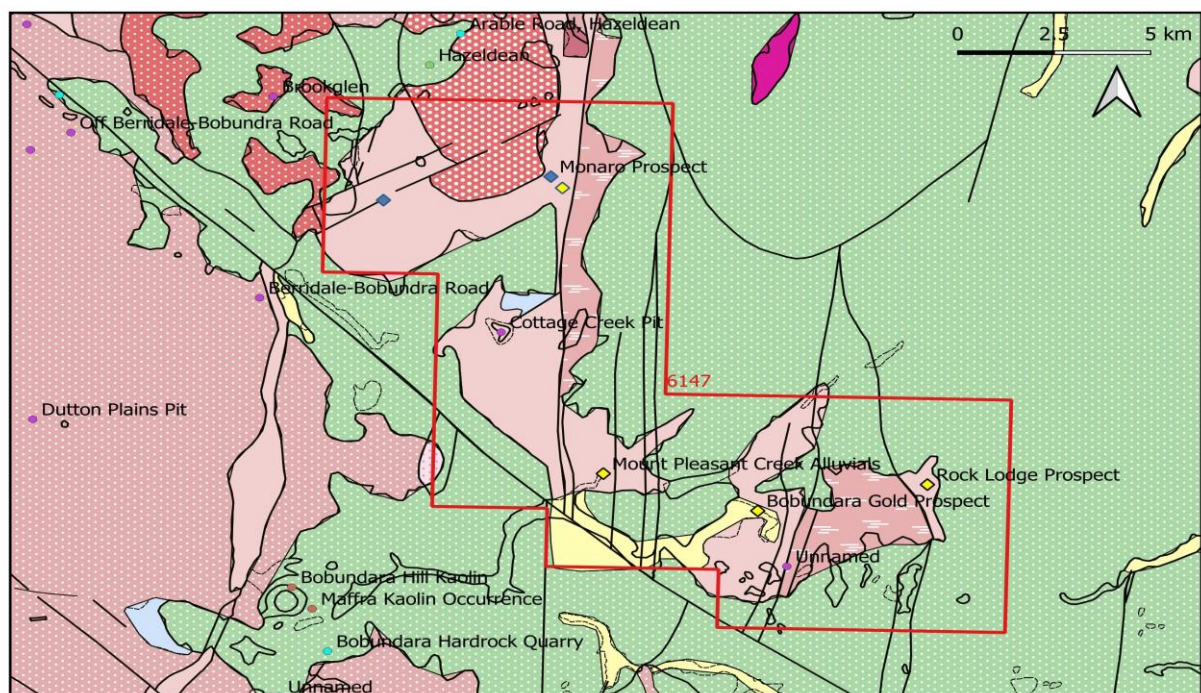 Arable Road, Hazeldean
0 2.5 5 km
Hazeldean
Brookglen
Off Berridale-Bobundra Road
Monaro Prospect
Berridale-Bobundra Road
Cottage Creek Pit
6147
Dutton Plains Pit
Mount Pleasant Creek Alluvials
Rock Lodge Prospect
Bobundara Gold Prospect
Unnamed
Bobundara Hill Kaolin
Maffra Kaolin Occurrence
Bobundara Hardrock Quarry
Unnamed